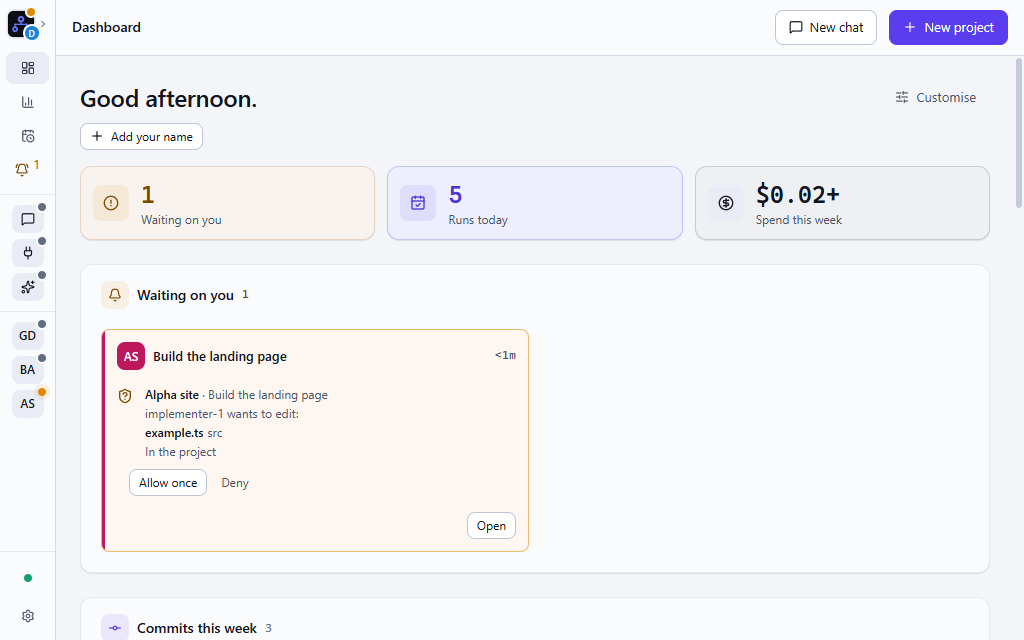 D
Dashboard
New chat
New project
Good afternoon.
Customise
Add your name
1
1
Waiting on you
5
Runs today
$0.02+
Spend this week
Waiting on you 1
AS Build the landing page <1m
Alpha site · Build the landing page
implementer-1 wants to edit:
example.ts src
In the project
Allow once Deny
Open
GD
BA
AS
Commits this week 3